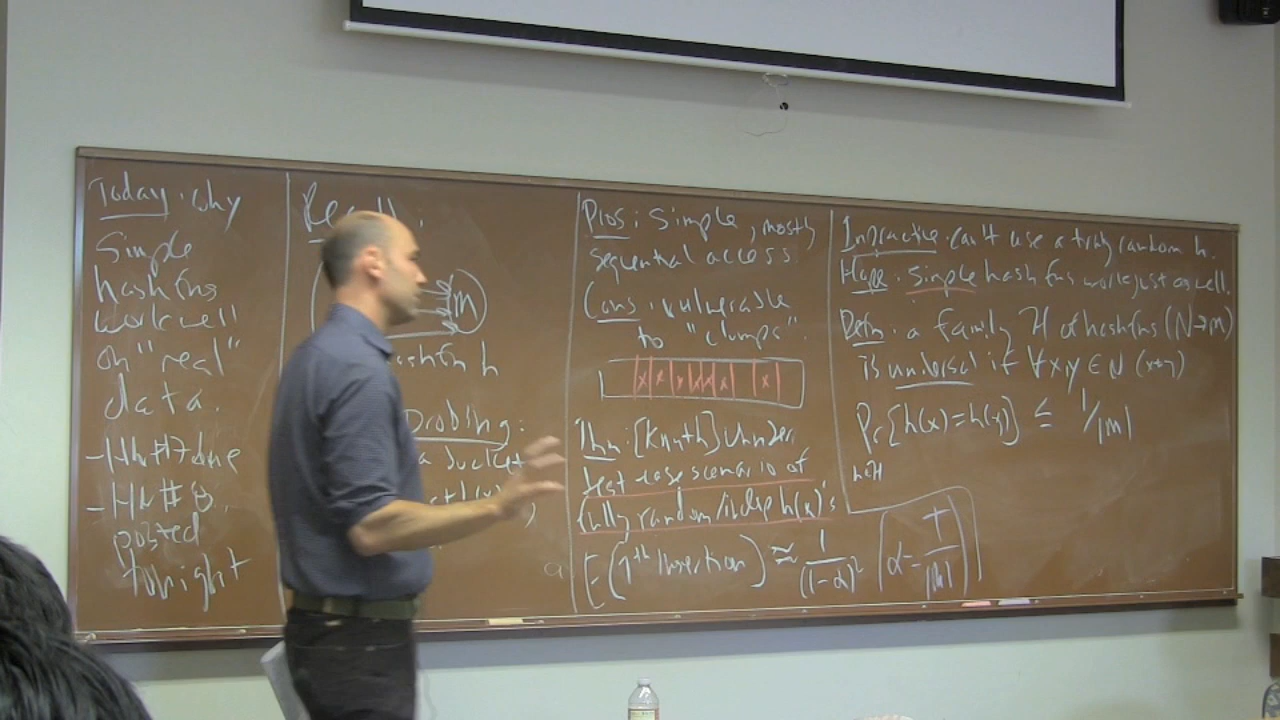 Today: why
simple
hash fns
work well
on "real"
data.
- HW #7 due
- HW #8
posted
tonight
Recall:
M
hash fn h
Probing:
a bucket
Pros: simple, mostly
sequential access
Cons: vulnerable
to "clumps".
x x x x x x x
Thm: [Knuth] Under
best case scenario of
fully random/indep h(x)'s
E(Tth insertion) ≈ 1/(1-α)²
α = T/|M|
In practice: can't use a truly random h.
Hope: simple hash fns work just as well.
Defn: a family H of hash fns (N→M)
is universal if ∀x,y ∈ N (x≠y)
Pr[h(x)=h(y)] ≤ 1/|M|
h∈H